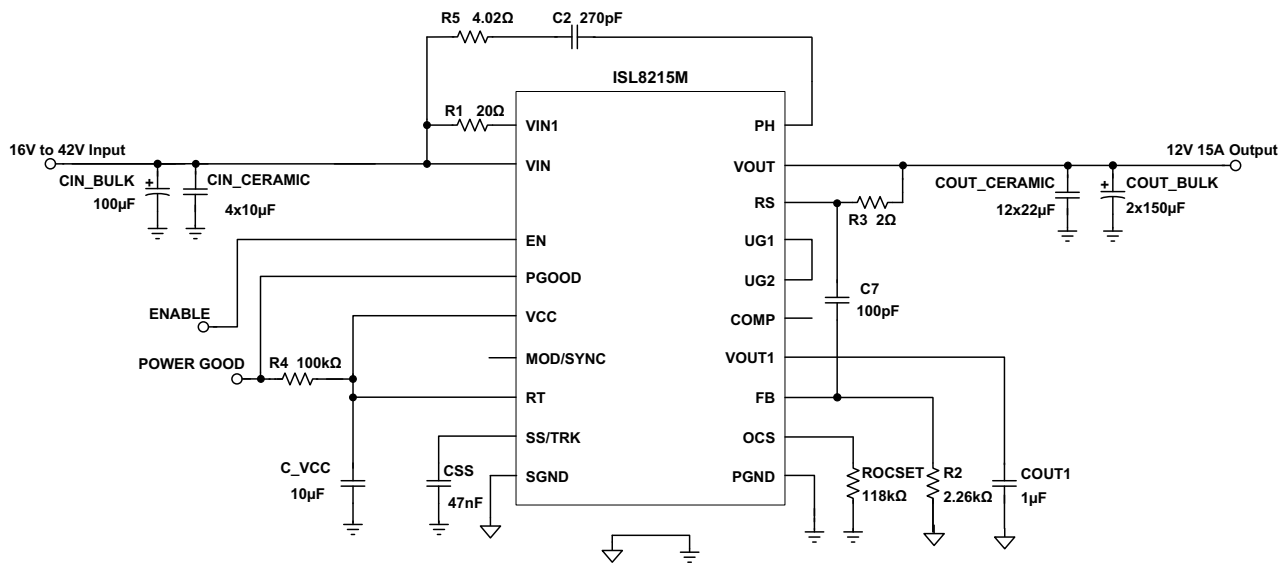 R5 4.02Ω
C2 270pF
ISL8215M
R1 20Ω
VIN1
PH
16V to 42V Input
VIN
VOUT
12V 15A Output
CIN_BULK
+
100µF
CIN_CERAMIC
4x10µF
RS
R3 2Ω
COUT_CERAMIC
12x22µF
+
COUT_BULK
2x150µF
EN
UG1
PGOOD
UG2
C7
100pF
ENABLE
VCC
COMP
POWER GOOD
R4 100kΩ
MOD/SYNC
VOUT1
RT
FB
SS/TRK
OCS
C_VCC
10µF
CSS
47nF
SGND
PGND
ROCSET
118kΩ
R2
2.26kΩ
COUT1
1µF